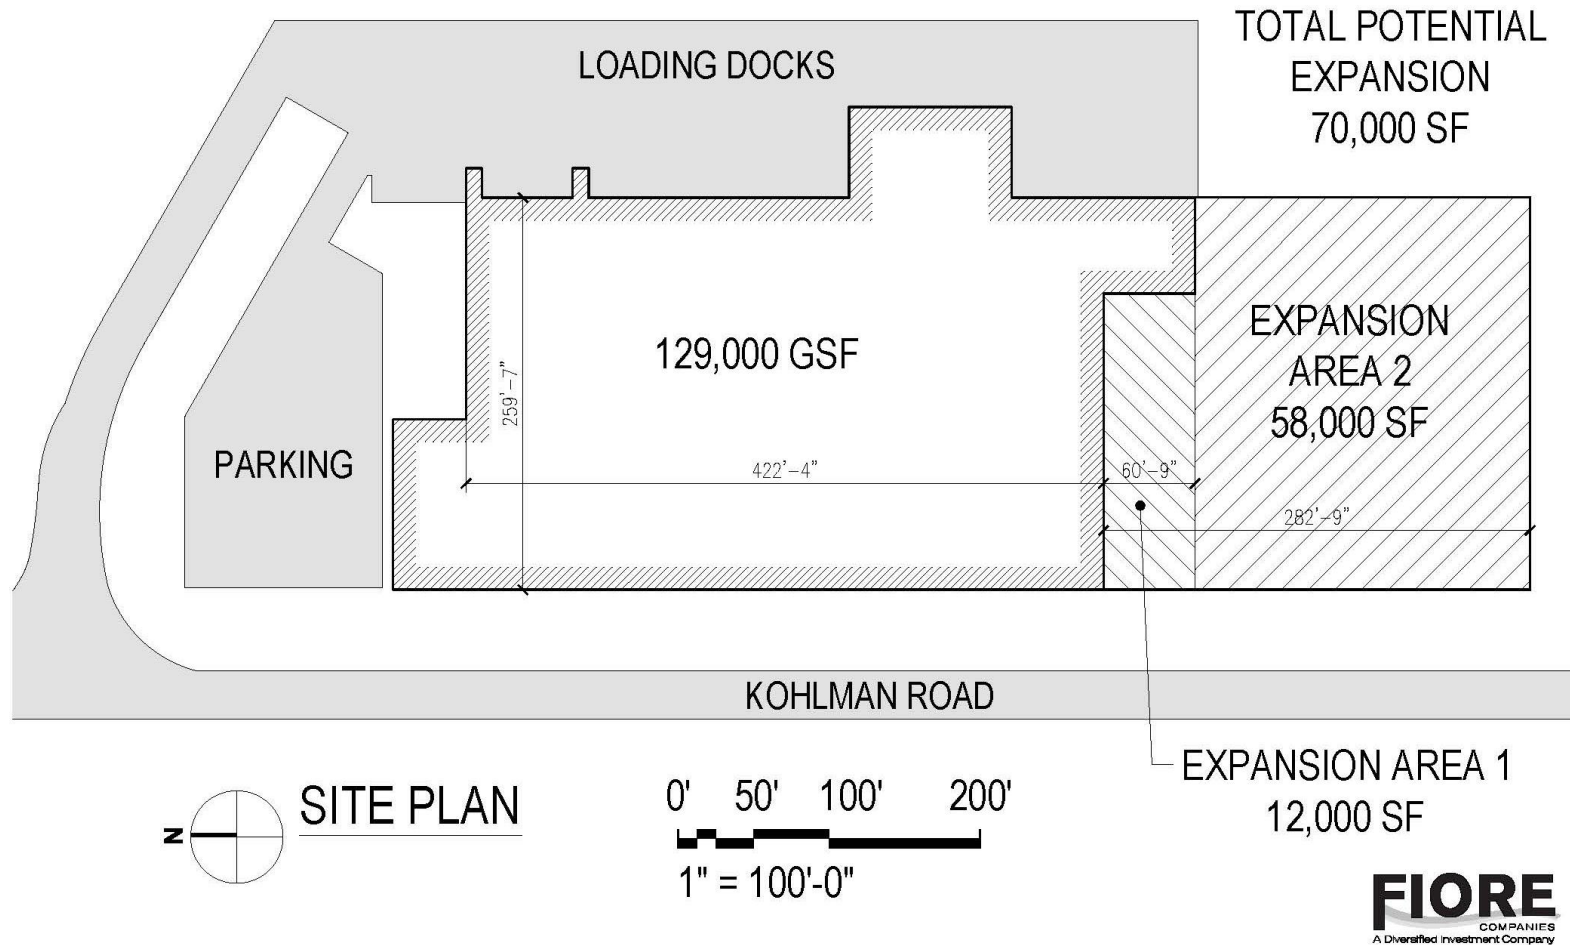 LOADING DOCKS
TOTAL POTENTIAL
EXPANSION
70,000 SF
129,000 GSF
259'-7"
422'-4"
60'-9"
EXPANSION
AREA 2
58,000 SF
282'-9"
PARKING
KOHLMAN ROAD
EXPANSION AREA 1
12,000 SF
N
SITE PLAN
0' 50' 100' 200'
1" = 100'-0"
FIORE
COMPANIES
A Diversified Investment Company